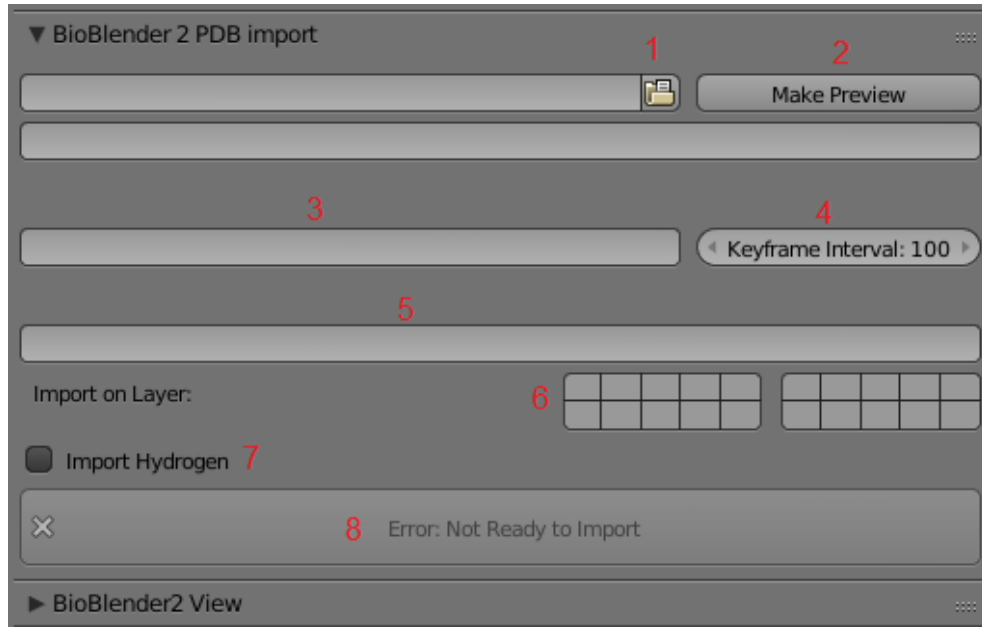 BioBlender 2 PDB import
1
2
Make Preview
3
4
Keyframe Interval: 100
5
Import on Layer:
6
Import Hydrogen 7
8 Error: Not Ready to Import
BioBlender2 View